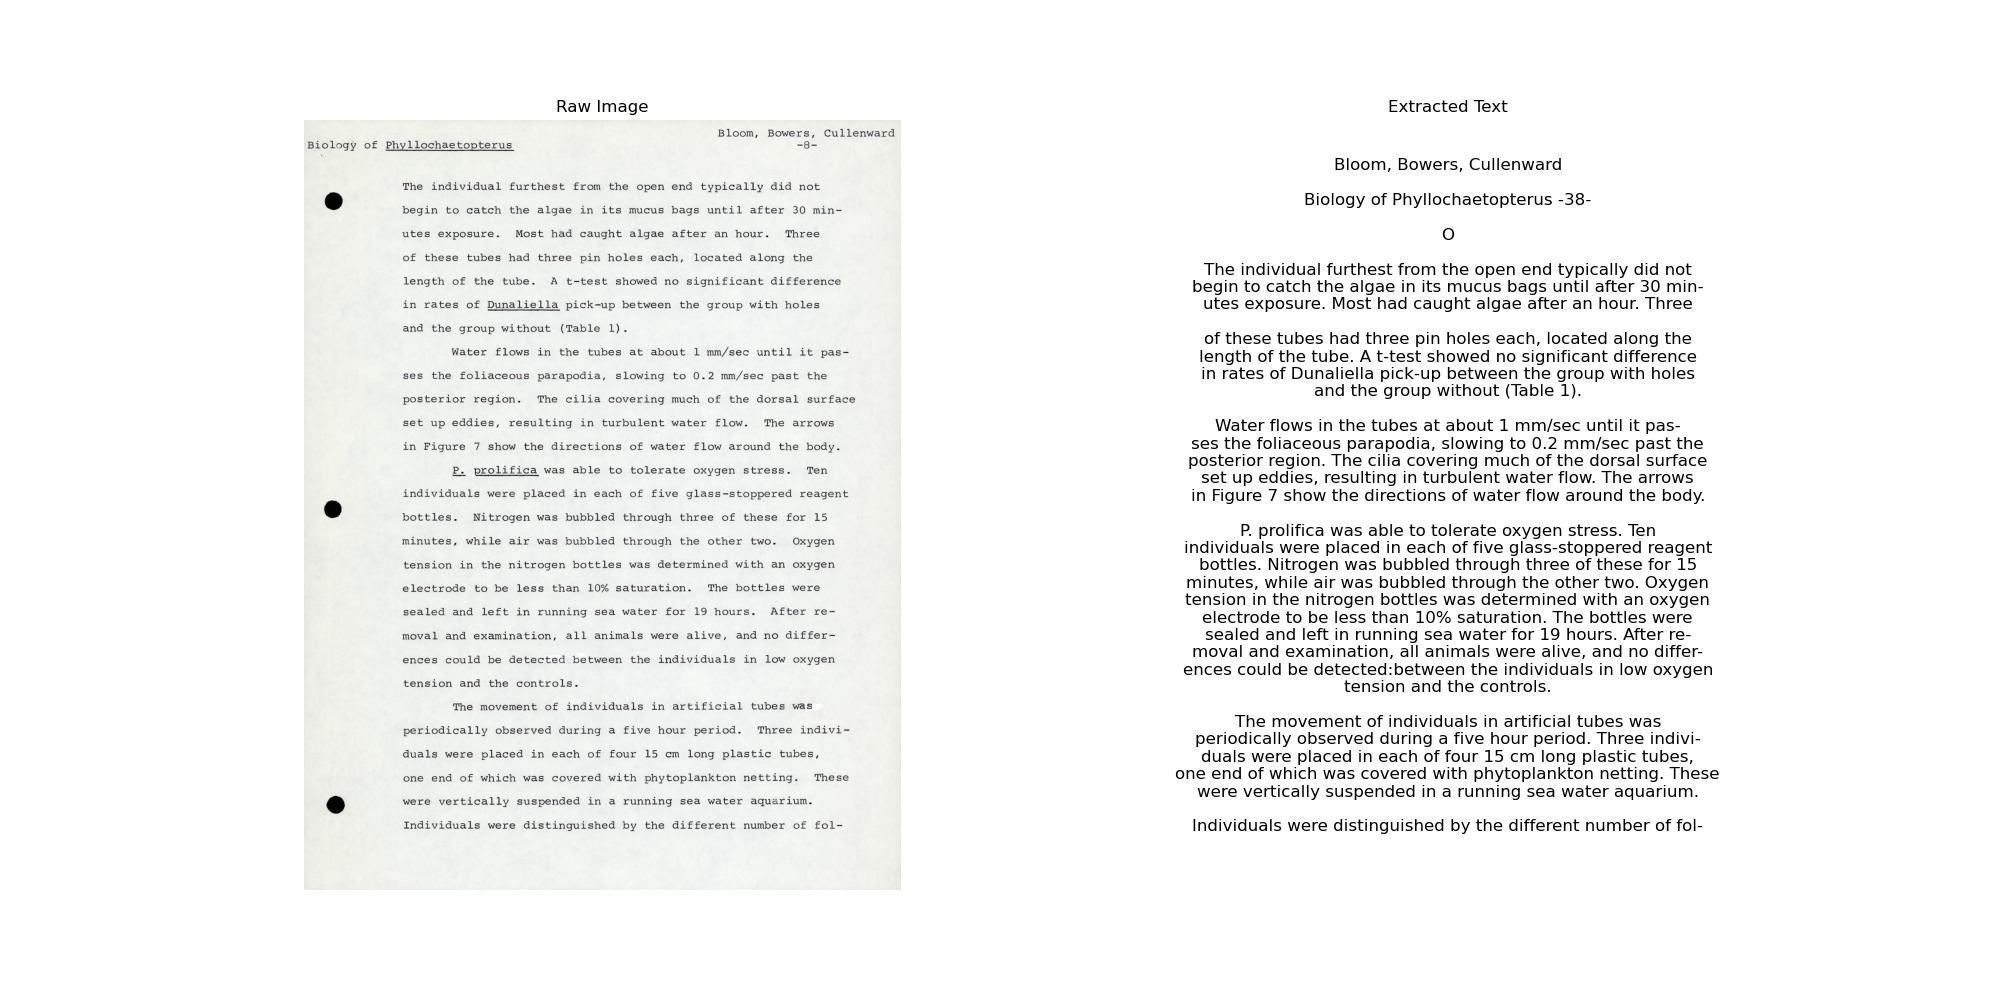 Raw Image
Bloom, Bowers, Cullenward
Biology of Phyllochaetopterus -8-
The individual furthest from the open end typically did not
begin to catch the algae in its mucus bags until after 30 min-
utes exposure. Most had caught algae after an hour. Three
of these tubes had three pin holes each, located along the
length of the tube. A t-test showed no significant difference
in rates of Dunaliella pick-up between the group with holes
and the group without (Table 1).
Water flows in the tubes at about 1 mm/sec until it pas-
ses the foliaceous parapodia, slowing to 0.2 mm/sec past the
posterior region. The cilia covering much of the dorsal surface
set up eddies, resulting in turbulent water flow. The arrows
in Figure 7 show the directions of water flow around the body.
P. prolifica was able to tolerate oxygen stress. Ten
individuals were placed in each of five glass-stoppered reagent
bottles. Nitrogen was bubbled through three of these for 15
minutes, while air was bubbled through the other two. Oxygen
tension in the nitrogen bottles was determined with an oxygen
electrode to be less than 10% saturation. The bottles were
sealed and left in running sea water for 19 hours. After re-
moval and examination, all animals were alive, and no differ-
ences could be detected between the individuals in low oxygen
tension and the controls.
The movement of individuals in artificial tubes was
periodically observed during a five hour period. Three indivi-
duals were placed in each of four 15 cm long plastic tubes,
one end of which was covered with phytoplankton netting. These
were vertically suspended in a running sea water aquarium.
Individuals were distinguished by the different number of fol-
Extracted Text
Bloom, Bowers, Cullenward
Biology of Phyllochaetopterus -38-
O
The individual furthest from the open end typically did not
begin to catch the algae in its mucus bags until after 30 min-
utes exposure. Most had caught algae after an hour. Three
of these tubes had three pin holes each, located along the
length of the tube. A t-test showed no significant difference
in rates of Dunaliella pick-up between the group with holes
and the group without (Table 1).
Water flows in the tubes at about 1 mm/sec until it pas-
ses the foliaceous parapodia, slowing to 0.2 mm/sec past the
posterior region. The cilia covering much of the dorsal surface
set up eddies, resulting in turbulent water flow. The arrows
in Figure 7 show the directions of water flow around the body.
P. prolifica was able to tolerate oxygen stress. Ten
individuals were placed in each of five glass-stoppered reagent
bottles. Nitrogen was bubbled through three of these for 15
minutes, while air was bubbled through the other two. Oxygen
tension in the nitrogen bottles was determined with an oxygen
electrode to be less than 10% saturation. The bottles were
sealed and left in running sea water for 19 hours. After re-
moval and examination, all animals were alive, and no differ-
ences could be detected:between the individuals in low oxygen
tension and the controls.
The movement of individuals in artificial tubes was
periodically observed during a five hour period. Three indivi-
duals were placed in each of four 15 cm long plastic tubes,
one end of which was covered with phytoplankton netting. These
were vertically suspended in a running sea water aquarium.
Individuals were distinguished by the different number of fol-